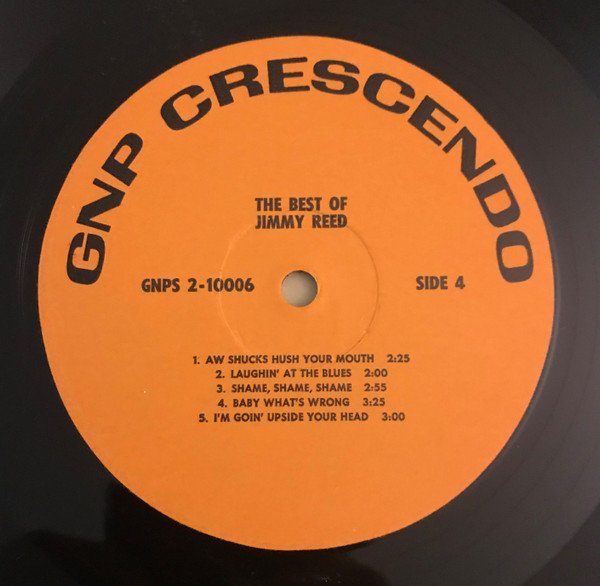 GNP CRESCENDO
THE BEST OF
JIMMY REED
GNPS 2-10006
SIDE 4
1. AW SHUCKS HUSH YOUR MOUTH 2:25
2. LAUGHIN' AT THE BLUES 2:00
3. SHAME, SHAME, SHAME 2:55
4. BABY WHAT'S WRONG 3:25
5. I'M GOIN' UPSIDE YOUR HEAD 3:00